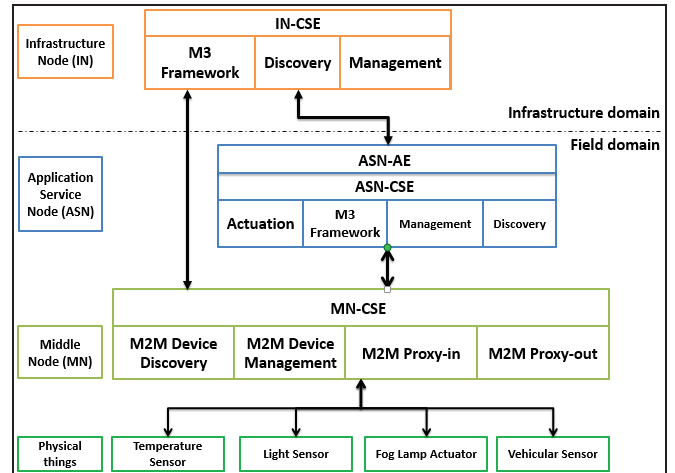 IN-CSE
Infrastructure
Node (IN)
M3
Framework
Discovery
Management
Infrastructure domain
Field domain
ASN-AE
Application
Service
Node (ASN)
ASN-CSE
Actuation
M3
Framework
Management
Discovery
MN-CSE
Middle
Node (MN)
M2M Device
Discovery
M2M Device
Management
M2M Proxy-in
M2M Proxy-out
Physical
things
Temperature
Sensor
Light Sensor
Fog Lamp Actuator
Vehicular Sensor